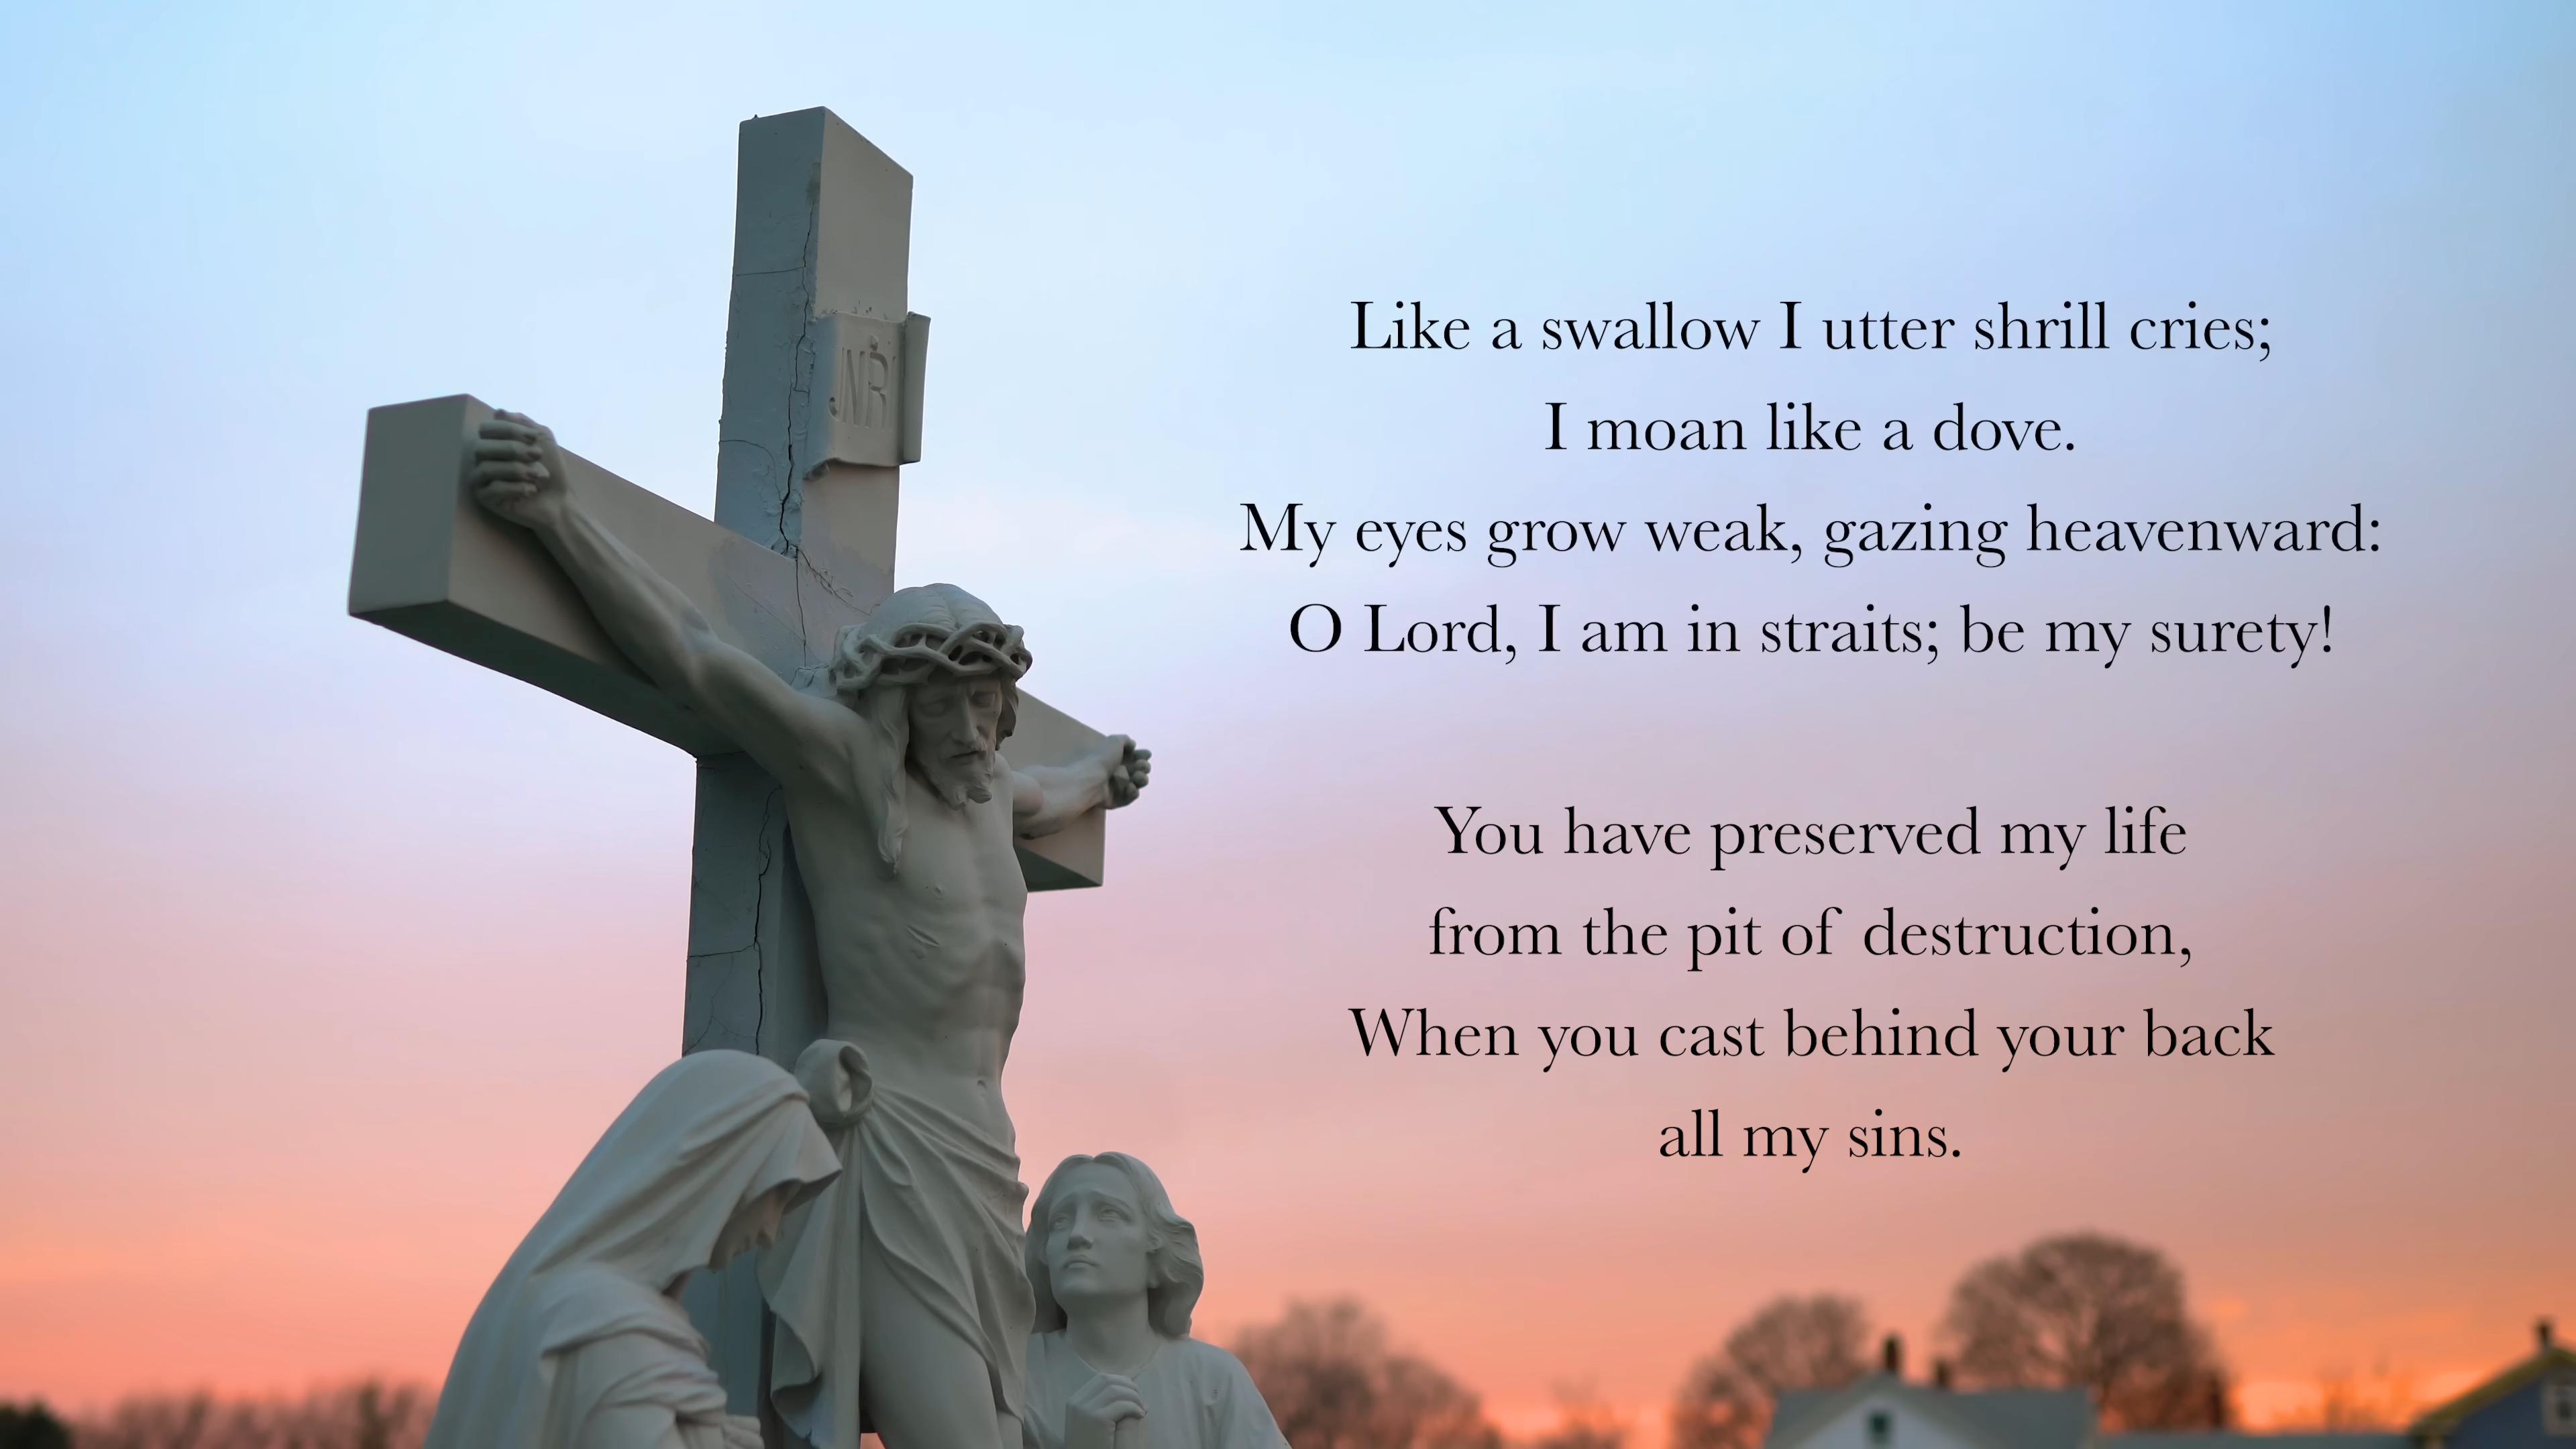 JNRI
Like a swallow I utter shrill cries;
I moan like a dove.
My eyes grow weak, gazing heavenward:
O Lord, I am in straits; be my surety!
You have preserved my life
from the pit of destruction,
When you cast behind your back
all my sins.